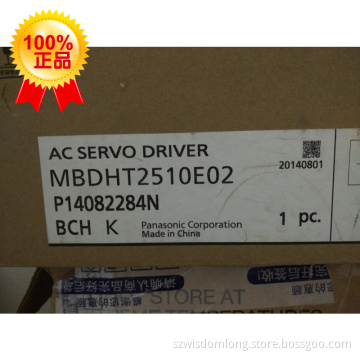 100%
正品
AC SERVO DRIVER
20140801
MBDHT2510E02
P14082284N
BCH K
Panasonic Corporation
Made in China
1 pc.
STORE AT
szwisdomlong.store.bossgoo.com